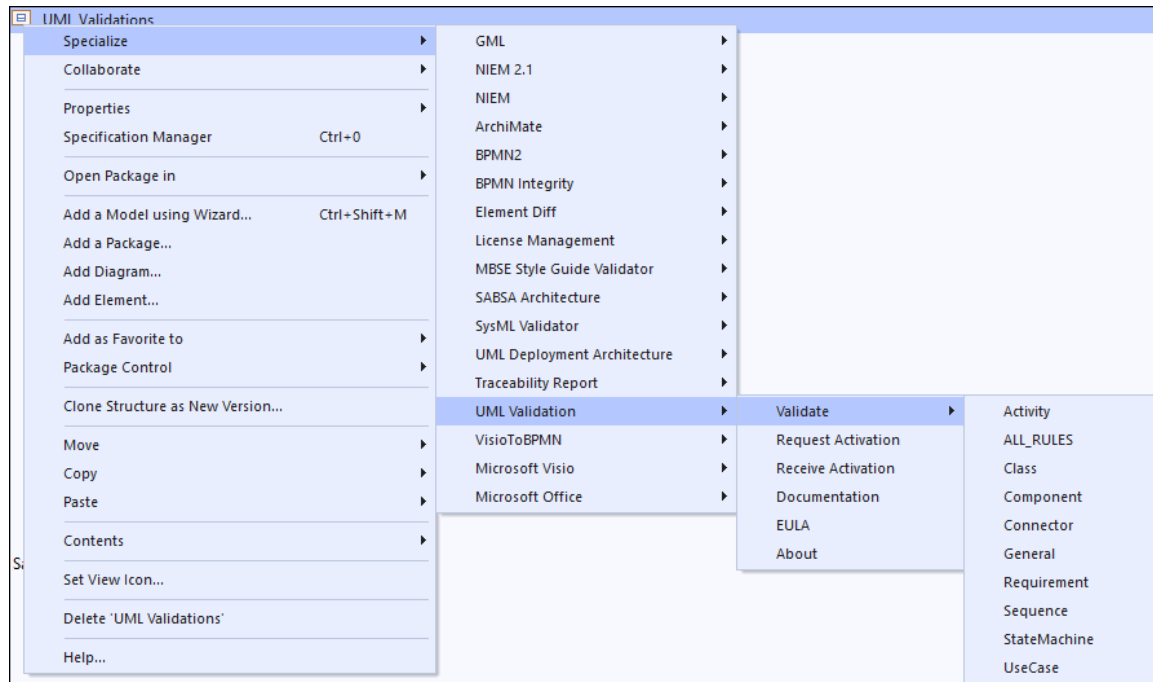 UML Validations
Specialize
Collaborate
Properties
Specification Manager Ctrl+0
Open Package in
Add a Model using Wizard... Ctrl+Shift+M
Add a Package...
Add Diagram...
Add Element...
Add as Favorite to
Package Control
Clone Structure as New Version...
Move
Copy
Paste
Contents
Set View Icon...
Delete 'UML Validations'
Help...
GML
NIEM 2.1
NIEM
ArchiMate
BPMN2
BPMN Integrity
Element Diff
License Management
MBSE Style Guide Validator
SABSA Architecture
SysML Validator
UML Deployment Architecture
Traceability Report
UML Validation
VisioToBPMN
Microsoft Visio
Microsoft Office
Validate
Request Activation
Receive Activation
Documentation
EULA
About
Activity
ALL_RULES
Class
Component
Connector
General
Requirement
Sequence
StateMachine
UseCase